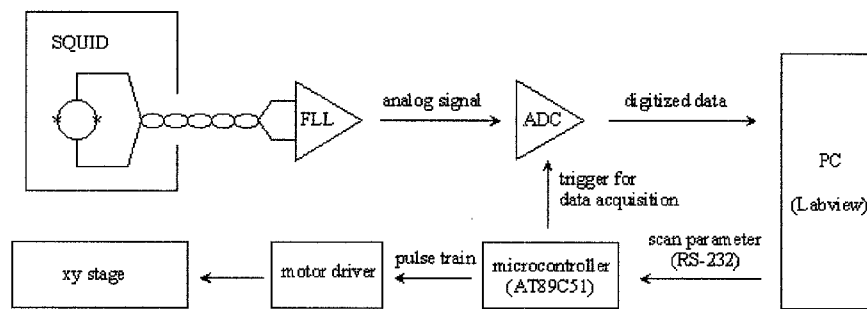 SQUID
FLL
analog signal
ADC
digitized data
PC
(Labview)
trigger for
data acquisition
scan parameter
(RS-232)
xy stage
motor driver
pulse train
microcontroller
(AT89C51)